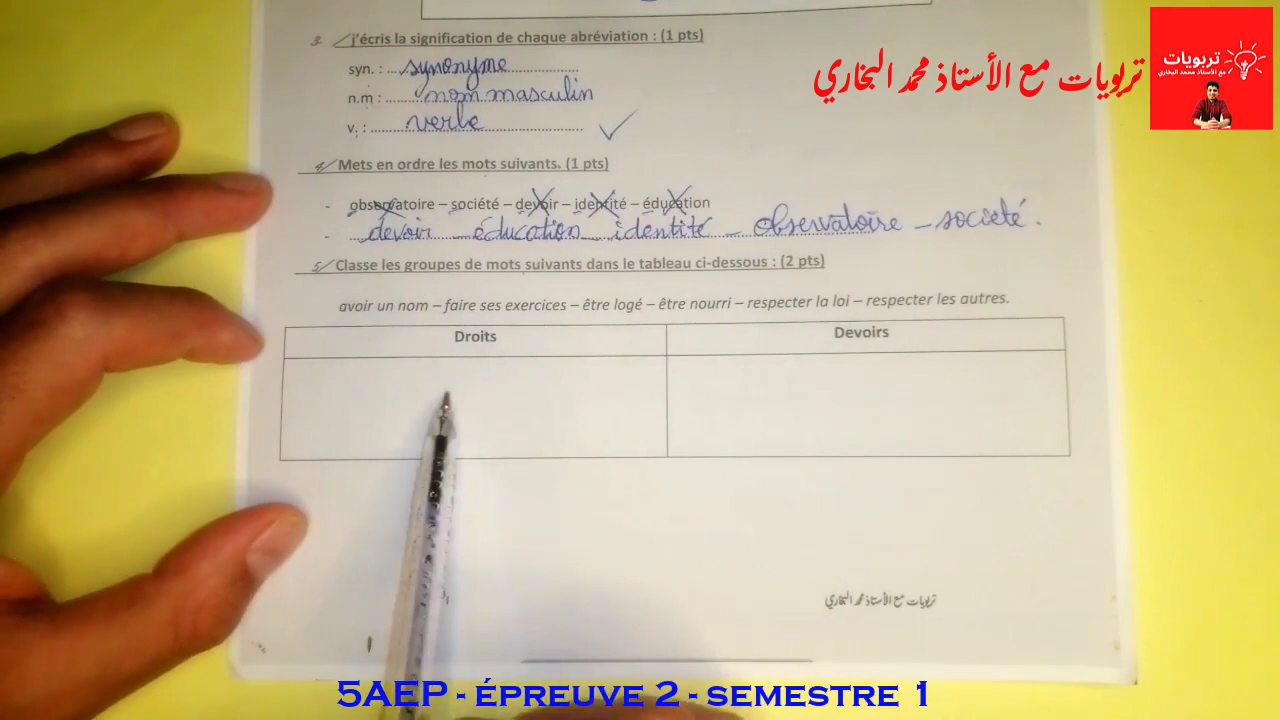 3 / j'écris la signification de chaque abréviation : (1 pts)
syn. : synonyme
n.m : nom masculin
v. : verbe
4/ Mets en ordre les mots suivants. (1 pts)
- observatoire – société – devoir – identité – éducation
- devoir – éducation – identité – observatoire – société.
5/ Classe les groupes de mots suivants dans le tableau ci-dessous : (2 pts)
avoir un nom – faire ses exercices – être logé – être nourri – respecter la loi – respecter les autres.
Droits Devoirs
تربويات مع الأستاذ محمد البخاري
تربويات مع الأستاذ محمد البخاري
تربويات
مع الأستاذ محمد البخاري
5AEP - épreuve 2 - semestre 1